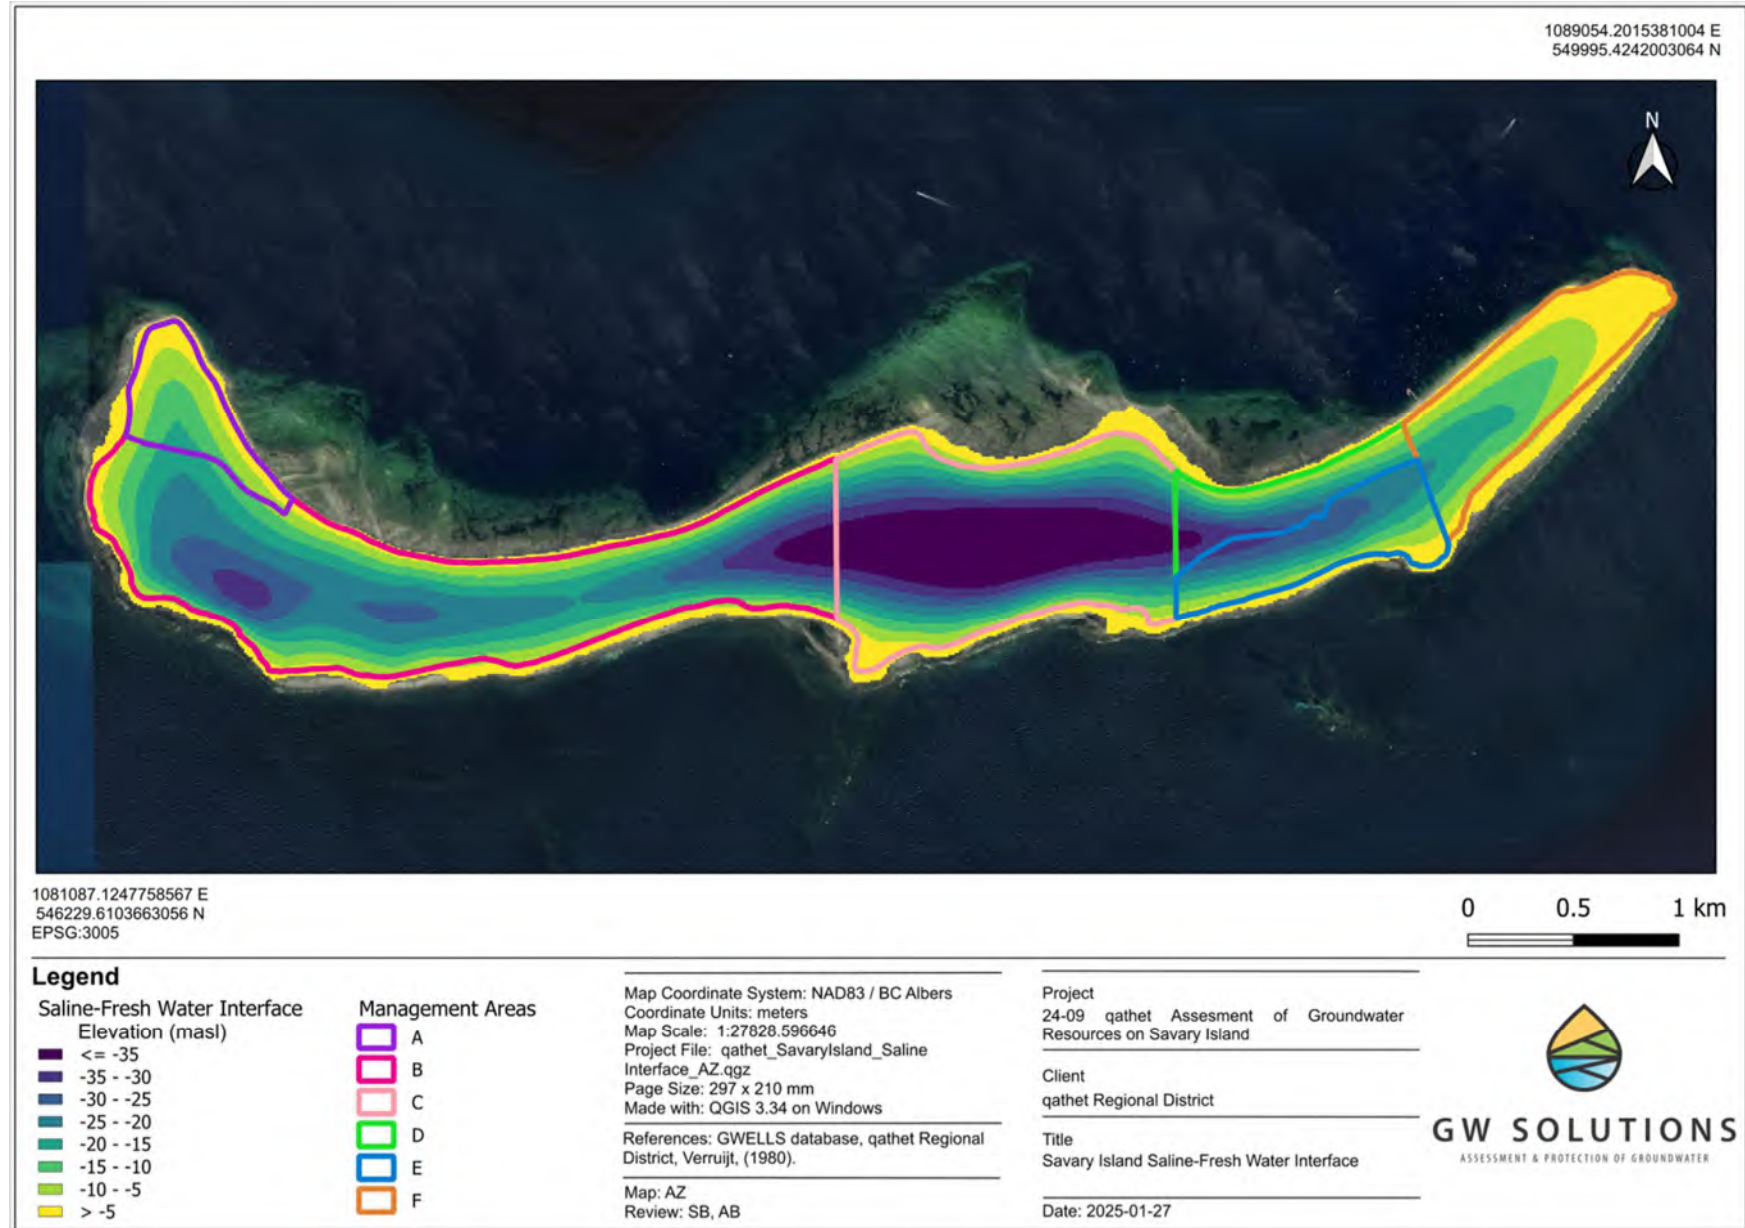 1089054.2015381004 E
549995.4242003064 N
N
1081087.1247758567 E
546229.6103663056 N
EPSG:3005
0 0.5 1 km
Legend
Saline-Fresh Water Interface
Elevation (masl)
<= -35
-35 - -30
-30 - -25
-25 - -20
-20 - -15
-15 - -10
-10 - -5
> -5
Management Areas
A
B
C
D
E
F
Map Coordinate System: NAD83 / BC Albers
Coordinate Units: meters
Map Scale: 1:27828.596646
Project File: qathet_SavaryIsland_Saline
Interface_AZ.qgz
Page Size: 297 x 210 mm
Made with: QGIS 3.34 on Windows
References: GWELLS database, qathet Regional
District, Verruijt, (1980).
Map: AZ
Review: SB, AB
Project
24-09 qathet Assesment of Groundwater
Resources on Savary Island
Client
qathet Regional District
Title
Savary Island Saline-Fresh Water Interface
Date: 2025-01-27
GW SOLUTIONS
ASSESSMENT & PROTECTION OF GROUNDWATER